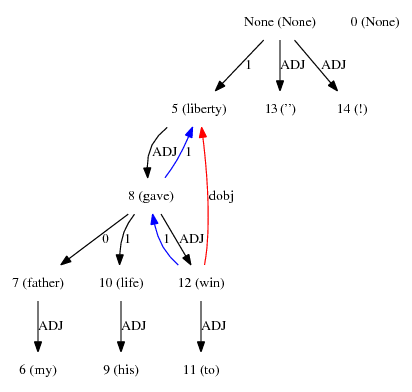 None (None) 0 (None)
1 ADJ ADJ
5 (liberty) 13 (") 14 (!)
ADJ 1
8 (gave) dobj
0 1 1 ADJ
7 (father) 10 (life) 12 (win)
ADJ ADJ ADJ
6 (my) 9 (his) 11 (to)